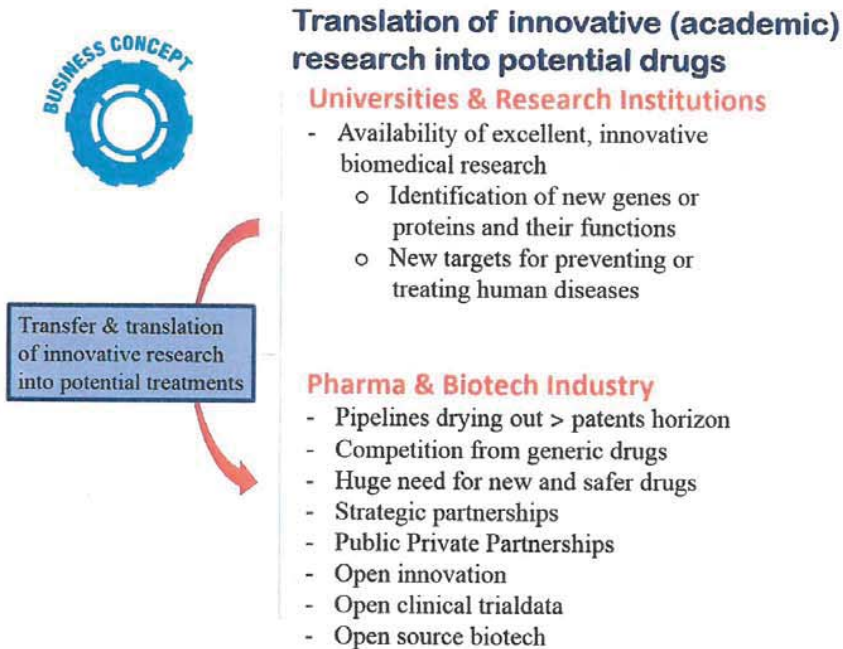 BUSINESS CONCEPT
Translation of innovative (academic)
research into potential drugs
Universities & Research Institutions
- Availability of excellent, innovative
biomedical research
o Identification of new genes or
proteins and their functions
o New targets for preventing or
treating human diseases
Transfer & translation
of innovative research
into potential treatments
Pharma & Biotech Industry
- Pipelines drying out > patents horizon
- Competition from generic drugs
- Huge need for new and safer drugs
- Strategic partnerships
- Public Private Partnerships
- Open innovation
- Open clinical trialdata
- Open source biotech